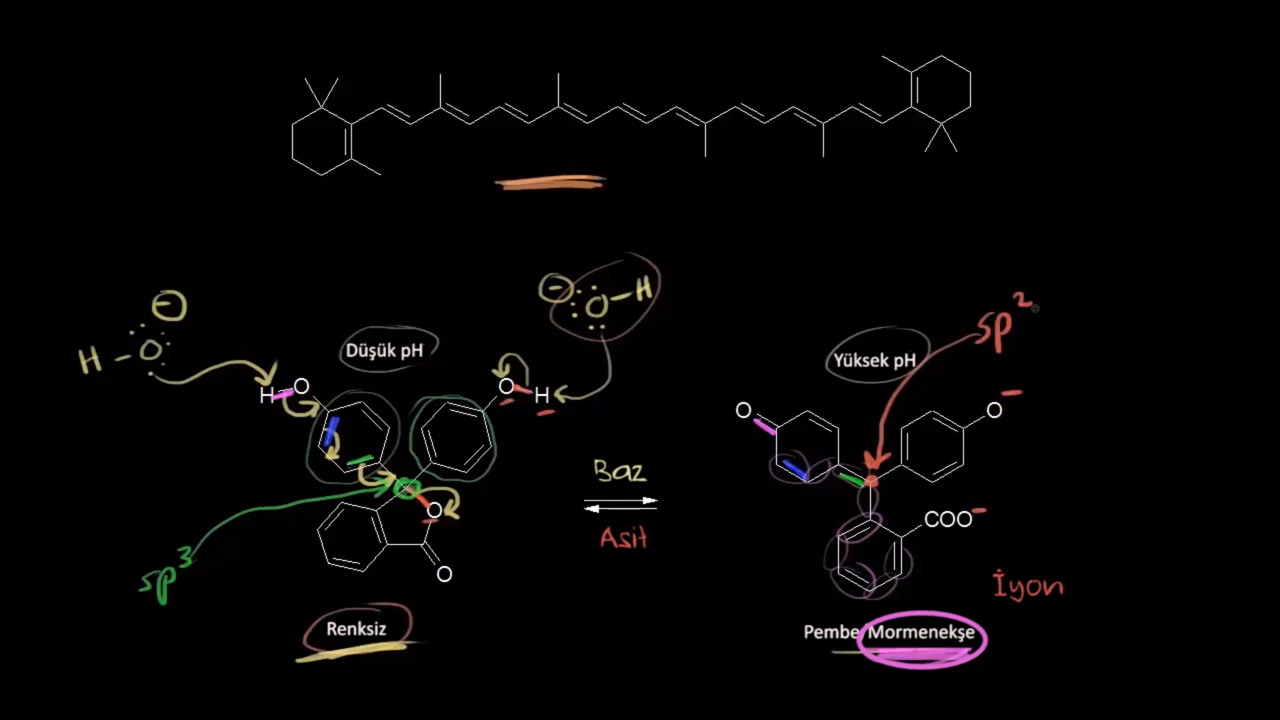 H - O -
- O - H
sp²
Düşük pH
Yüksek pH
H O
O H
O
O
Baz
Asit
O
O
COO -
sp³
İyon
Renksiz
Pembe Mormenekşe